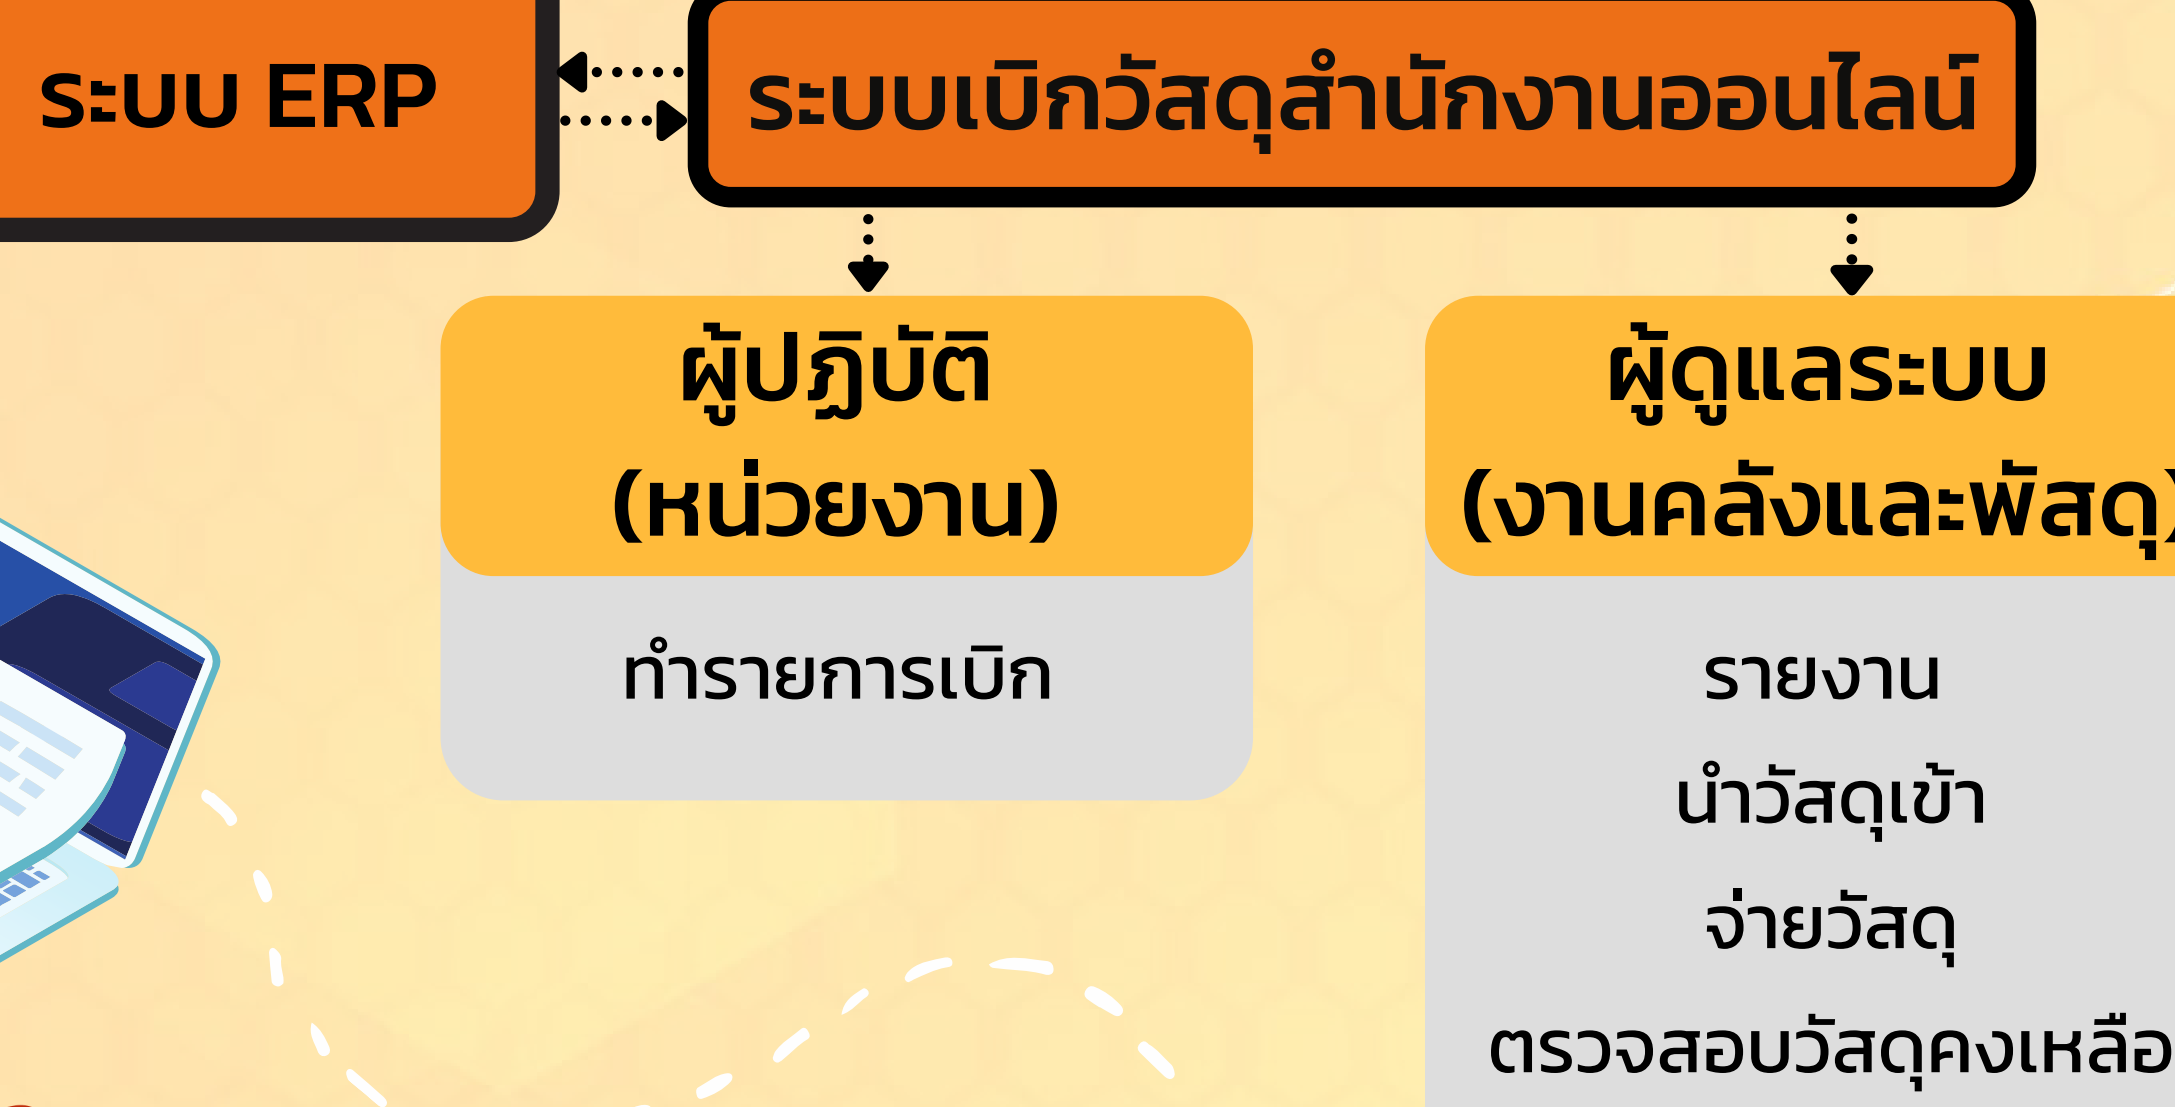 ระบบ ERP
ระบบเบิกวัสดุสำนักงานออนไลน์
ผู้ปฏิบัติ
(หน่วยงาน)
ทำรายการเบิก
ผู้ดูแลระบบ
(งานคลังและพัสดุ)
รายงาน
นำวัสดุเข้า
จ่ายวัสดุ
ตรวจสอบวัสดุคงเหลือ